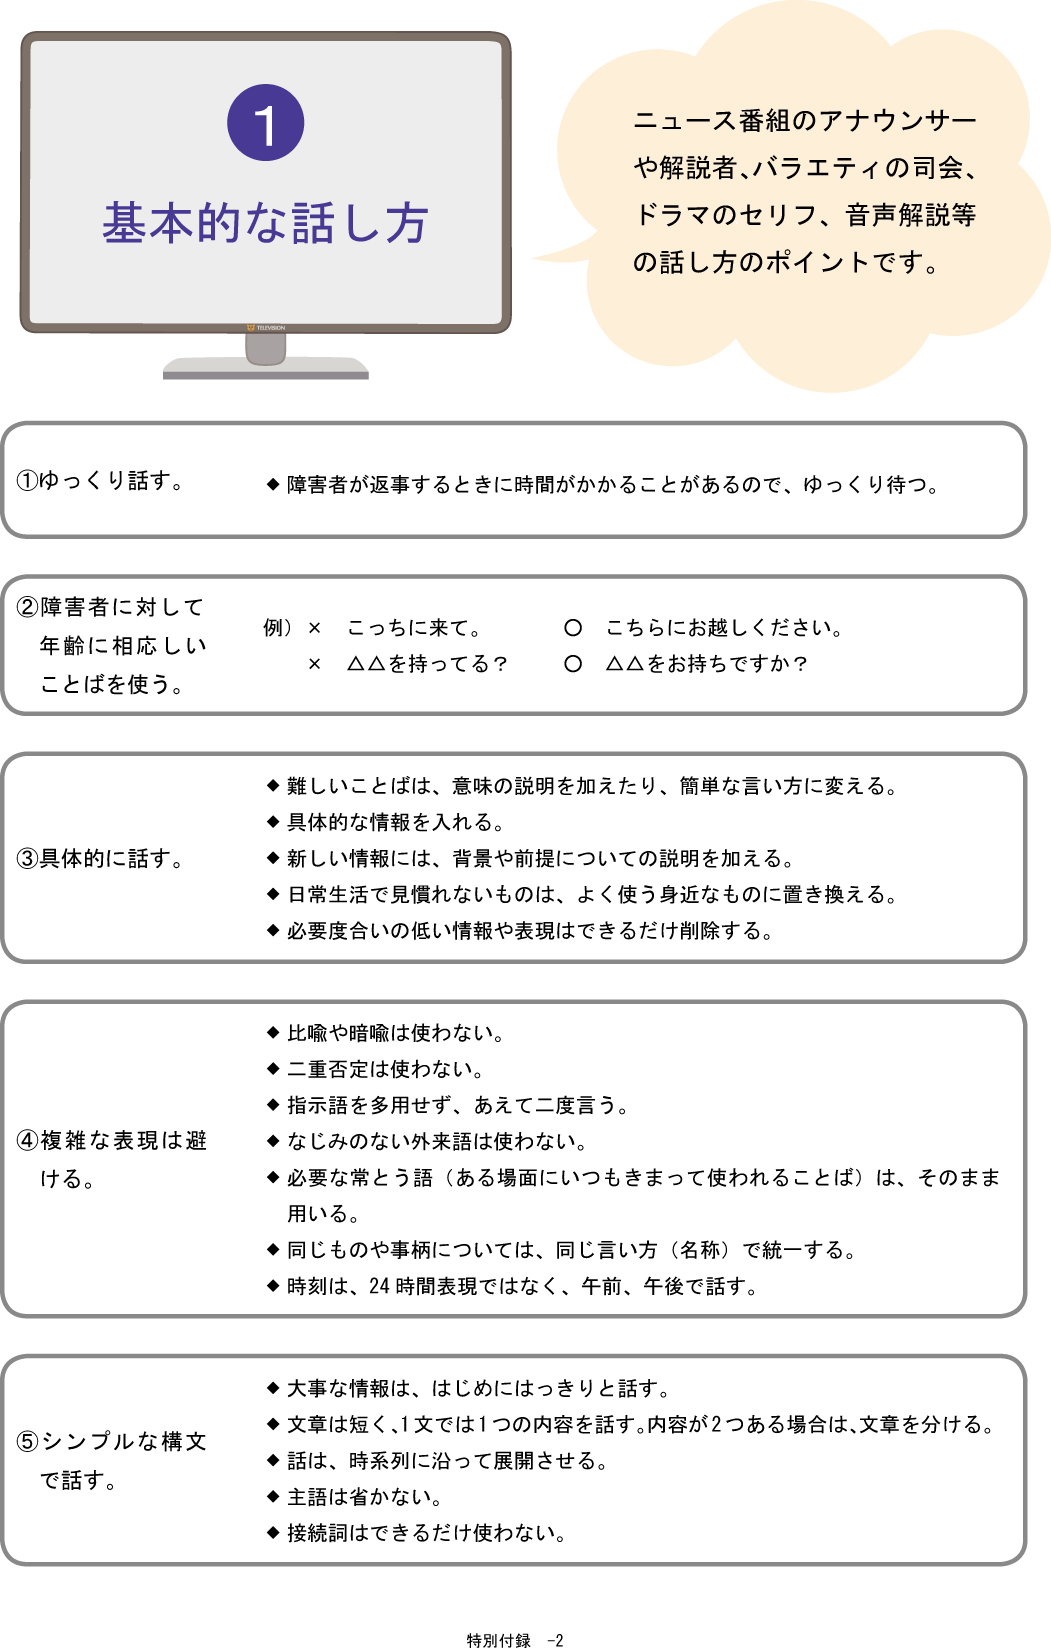 1
基本的な話し方
TELEVISION
ニュース番組のアナウンサー
や解説者、バラエティの司会、
ドラマのセリフ、音声解説等
の話し方のポイントです。
①ゆっくり話す。
◆ 障害者が返事するときに時間がかかることがあるので、ゆっくり待つ。
②障害者に対して
年齢に相応しい
ことばを使う。
例）× こっちに来て。 ○ こちらにお越しください。
× △△を持ってる？ ○ △△をお持ちですか？
③具体的に話す。
◆ 難しいことばは、意味の説明を加えたり、簡単な言い方に変える。
◆ 具体的な情報を入れる。
◆ 新しい情報には、背景や前提についての説明を加える。
◆ 日常生活で見慣れないものは、よく使う身近なものに置き換える。
◆ 必要度合いの低い情報や表現はできるだけ削除する。
④複雑な表現は避
ける。
◆ 比喩や暗喩は使わない。
◆ 二重否定は使わない。
◆ 指示語を多用せず、あえて二度言う。
◆ なじみのない外来語は使わない。
◆ 必要な常とう語（ある場面にいつもきまって使われることば）は、そのまま
用いる。
◆ 同じものや事柄については、同じ言い方（名称）で統一する。
◆ 時刻は、24 時間表現ではなく、午前、午後で話す。
⑤シンプルな構文
で話す。
◆ 大事な情報は、はじめにはっきりと話す。
◆ 文章は短く、1文では1つの内容を話す。内容が2つある場合は、文章を分ける。
◆ 話は、時系列に沿って展開させる。
◆ 主語は省かない。
◆ 接続詞はできるだけ使わない。
特別付録 -2